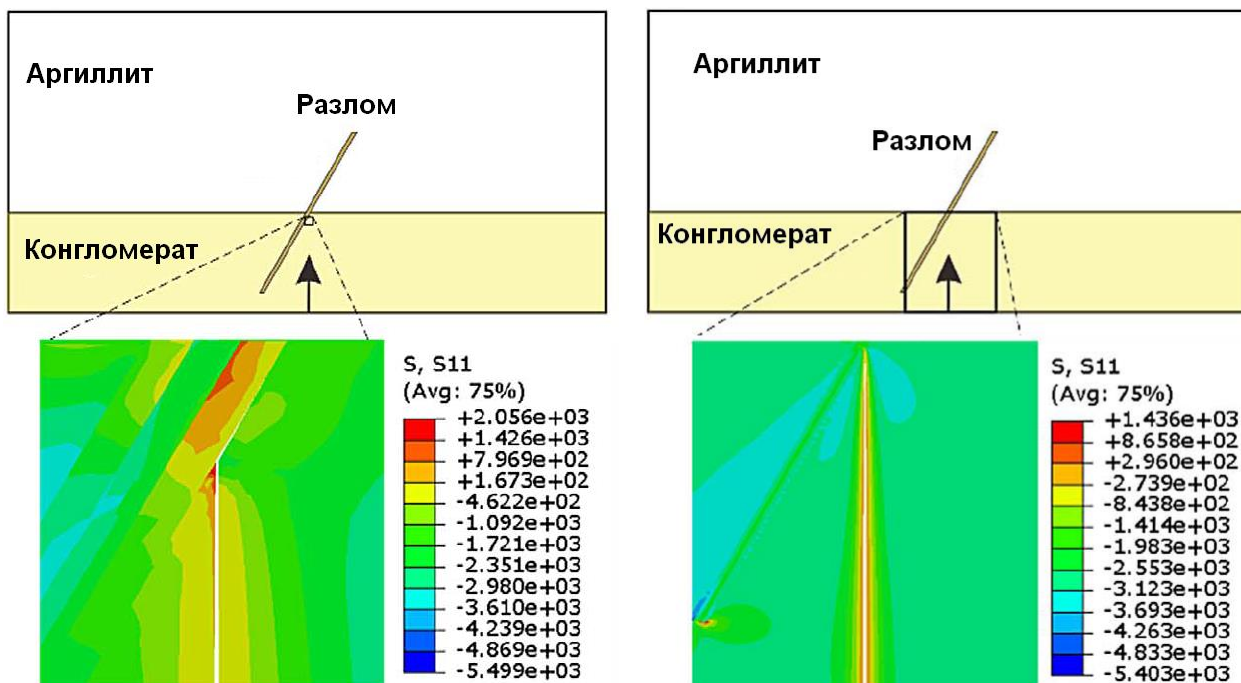 Аргиллит
Разлом
Конгломерат
S, S11
(Avg: 75%)
+2.056e+03
+1.426e+03
+7.969e+02
+1.673e+02
-4.622e+02
-1.092e+03
-1.721e+03
-2.351e+03
-2.980e+03
-3.610e+03
-4.239e+03
-4.869e+03
-5.499e+03
Аргиллит
Разлом
Конгломерат
S, S11
(Avg: 75%)
+1.436e+03
+8.658e+02
+2.960e+02
-2.739e+02
-8.438e+02
-1.414e+03
-1.983e+03
-2.553e+03
-3.123e+03
-3.693e+03
-4.263e+03
-4.833e+03
-5.403e+03